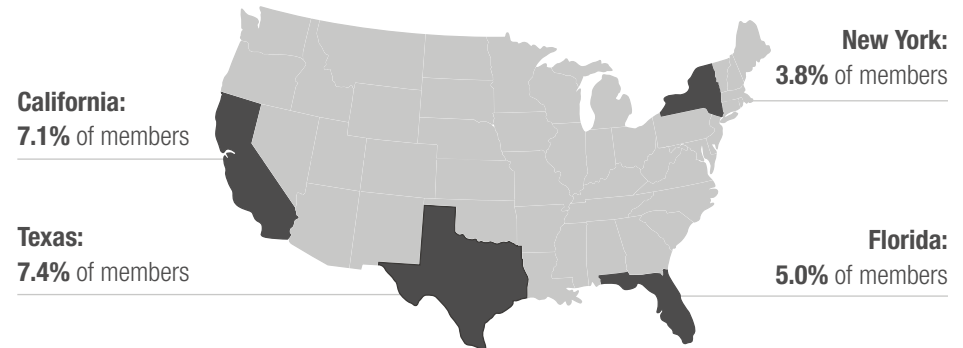 California:
7.1% of members
Texas:
7.4% of members
New York:
3.8% of members
Florida:
5.0% of members